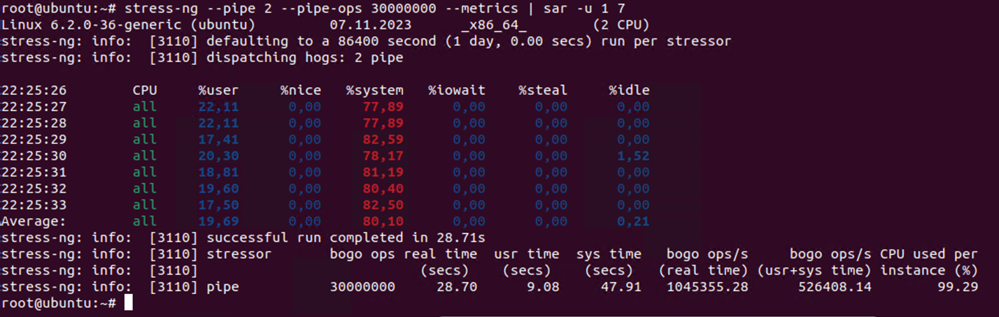 root@ubuntu:~# stress-ng --pipe 2 --pipe-ops 30000000 --metrics | sar -u 1 7
Linux 6.2.0-36-generic (ubuntu) 07.11.2023 _x86_64_ (2 CPU)
stress-ng: info: [3110] defaulting to a 86400 second (1 day, 0.00 secs) run per stressor
stress-ng: info: [3110] dispatching hogs: 2 pipe
22:25:26 CPU %user %nice %system %iowait %steal %idle
22:25:27 all 22,11 0,00 77,89 0,00 0,00 0,00
22:25:28 all 22,11 0,00 77,89 0,00 0,00 0,00
22:25:29 all 17,41 0,00 82,59 0,00 0,00 0,00
22:25:30 all 20,30 0,00 78,17 0,00 0,00 1,52
22:25:31 all 18,81 0,00 81,19 0,00 0,00 0,00
22:25:32 all 19,60 0,00 80,40 0,00 0,00 0,00
22:25:33 all 17,50 0,00 82,50 0,00 0,00 0,00
Average: all 19,69 0,00 80,10 0,00 0,00 0,21
stress-ng: info: [3110] successful run completed in 28.71s
stress-ng: info: [3110] stressor bogo ops real time usr time sys time bogo ops/s bogo ops/s CPU used per
stress-ng: info: [3110] (secs) (secs) (secs) (real time) (usr+sys time) instance (%)
stress-ng: info: [3110] pipe 30000000 28.70 9.08 47.91 1045355.28 526408.14 99.29
root@ubuntu:~#